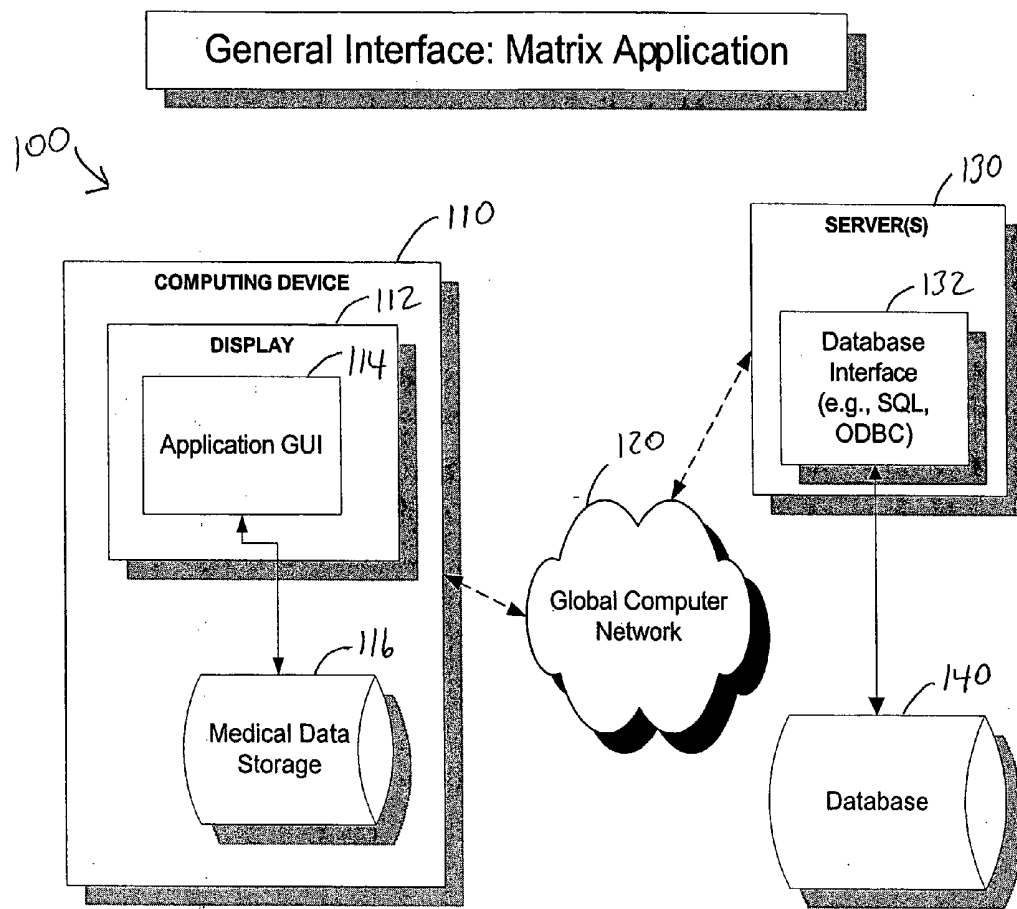 General Interface: Matrix Application
100
110
COMPUTING DEVICE
112
DISPLAY
114
Application GUI
116
Medical Data
Storage
120
Global Computer
Network
130
SERVER(S)
132
Database
Interface
(e.g., SQL,
ODBC)
140
Database